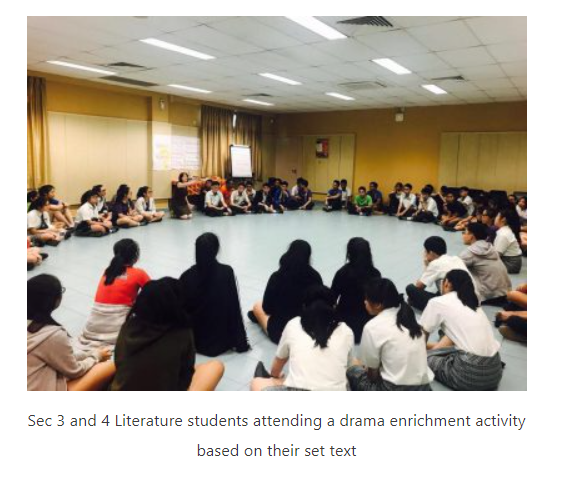 Sec 3 and 4 Literature students attending a drama enrichment activity
based on their set text